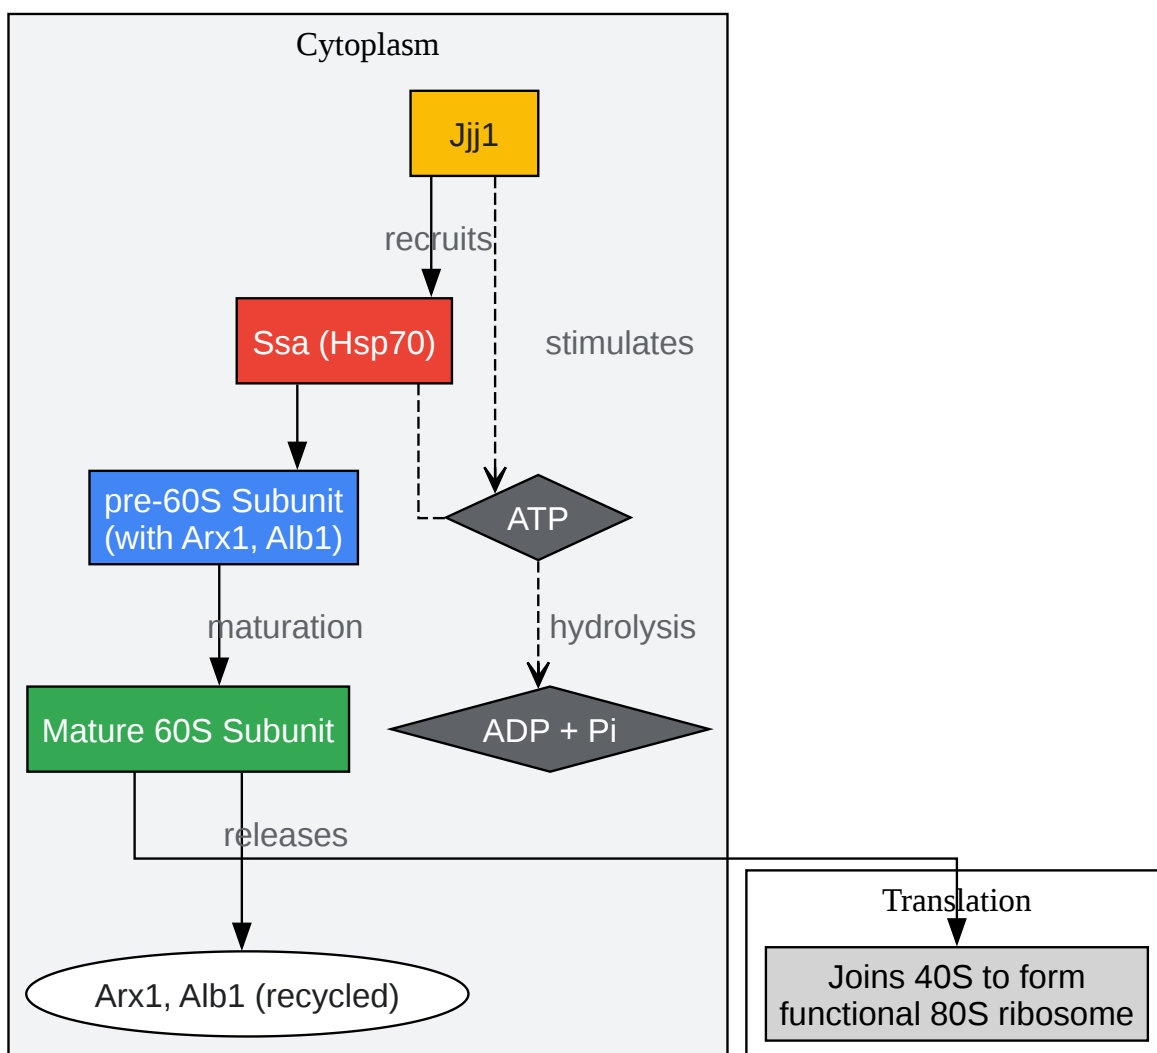 Cytoplasm
Jjj1
recruits
Ssa (Hsp70)
stimulates
pre-60S Subunit
(with Arx1, Alb1)
ATP
maturation
hydrolysis
Mature 60S Subunit
ADP + Pi
releases
Translation
Arx1, Alb1 (recycled)
Joins 40S to form
functional 80S ribosome